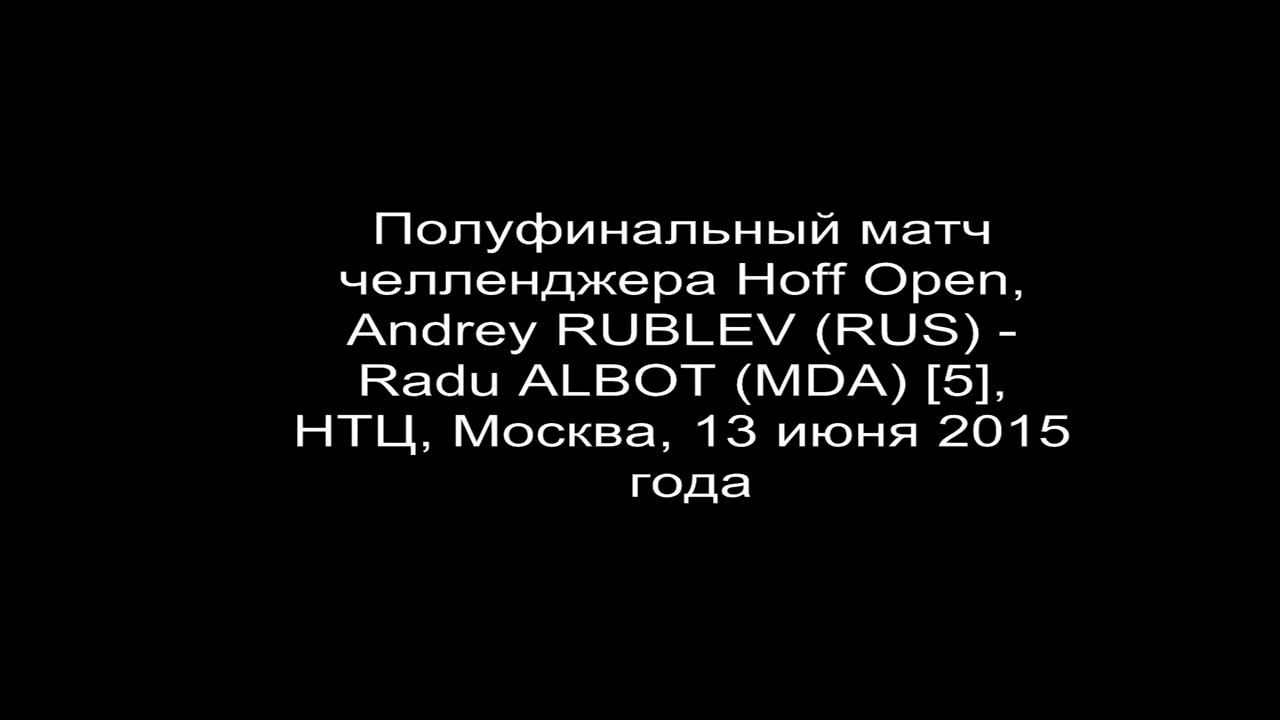 Полуфинальный матч
челленджера Hoff Open,
Andrey RUBLEV (RUS) -
Radu ALBOT (MDA) [5],
НТЦ, Москва, 13 июня 2015
года